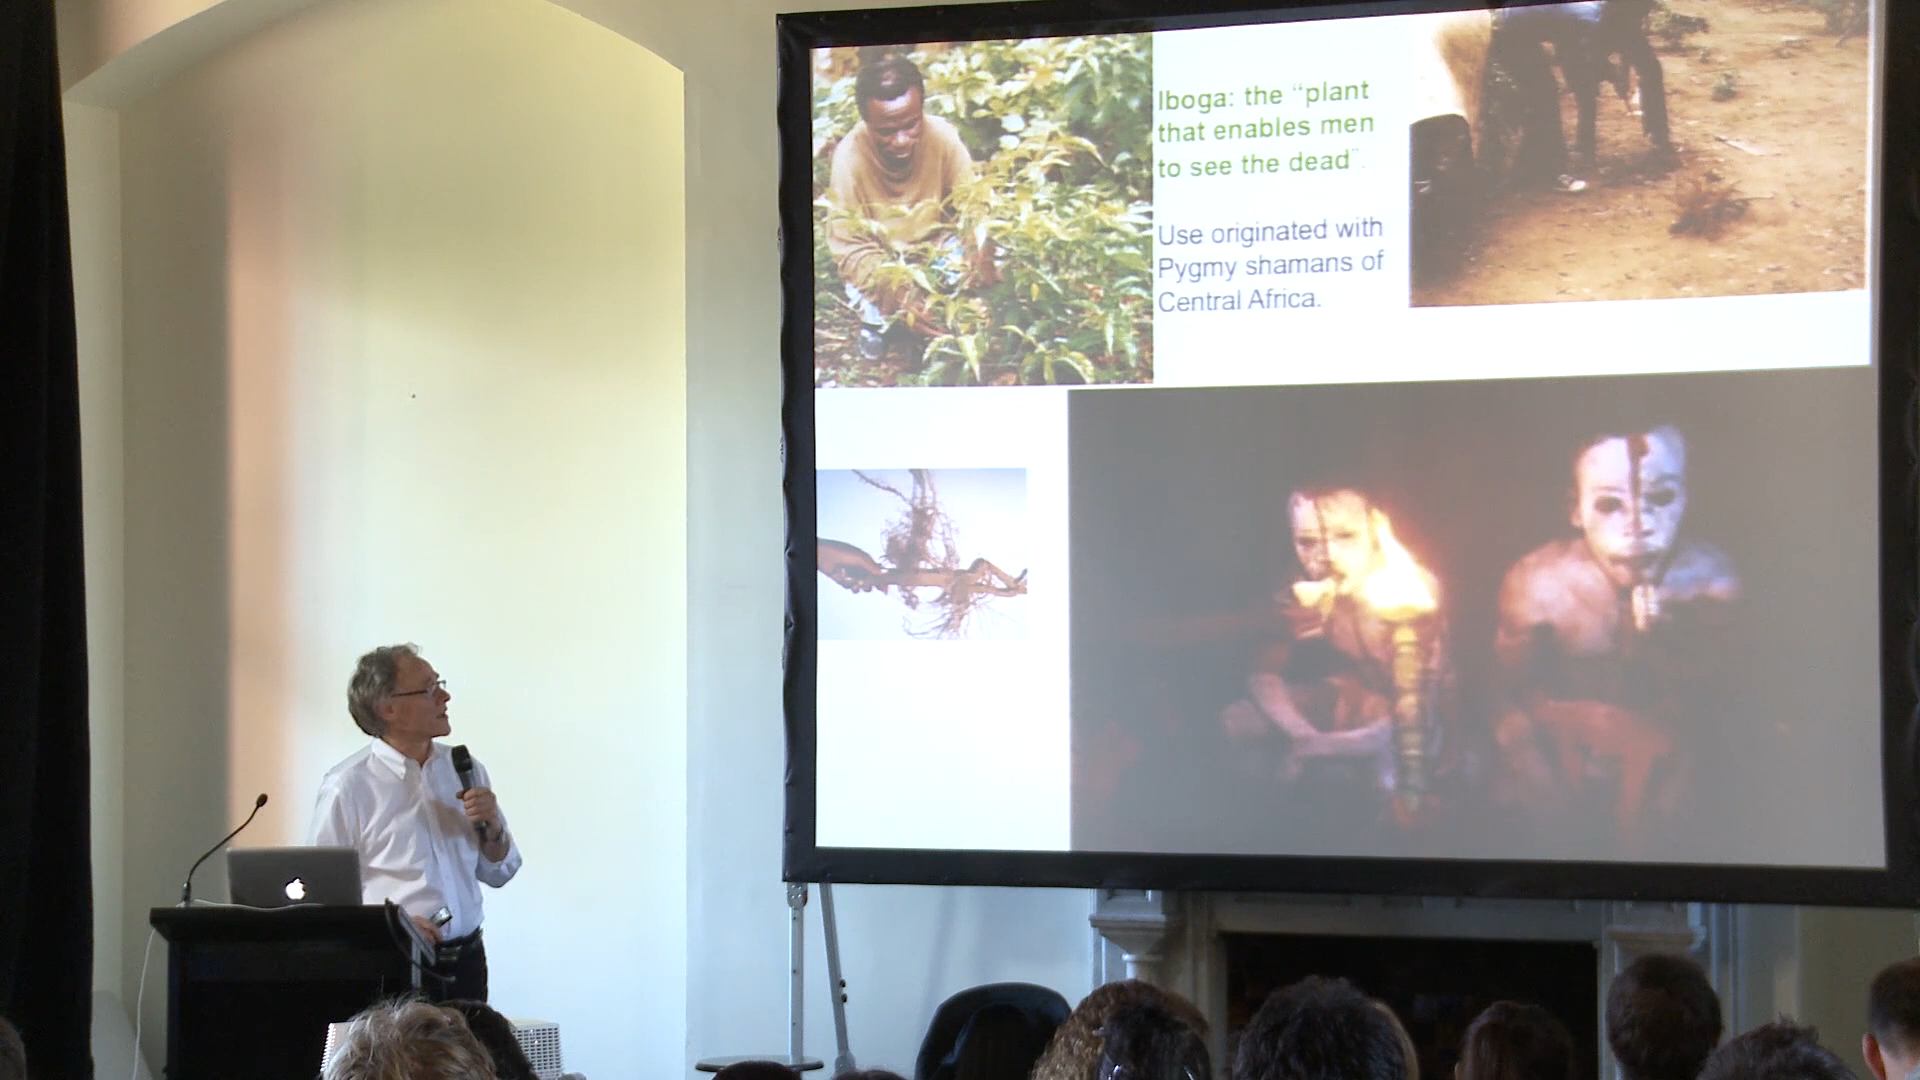 Iboga: the “plant
that enables men
to see the dead”.
Use originated with
Pygmy shamans of
Central Africa.